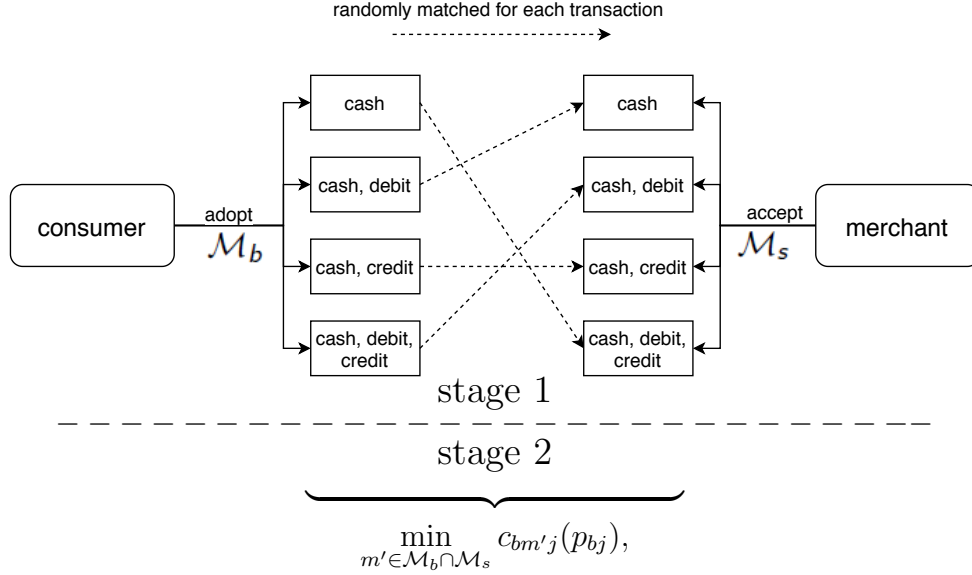 randomly matched for each transaction
cash
cash
cash, debit
cash, debit
consumer
adopt
accept
merchant
𝓜_b
𝓜_s
cash, credit
cash, credit
cash, debit,
credit
cash, debit,
credit
stage 1
stage 2
min c_{bm′j}(p_{bj}),
m′∈𝓜_b∩𝓜_s